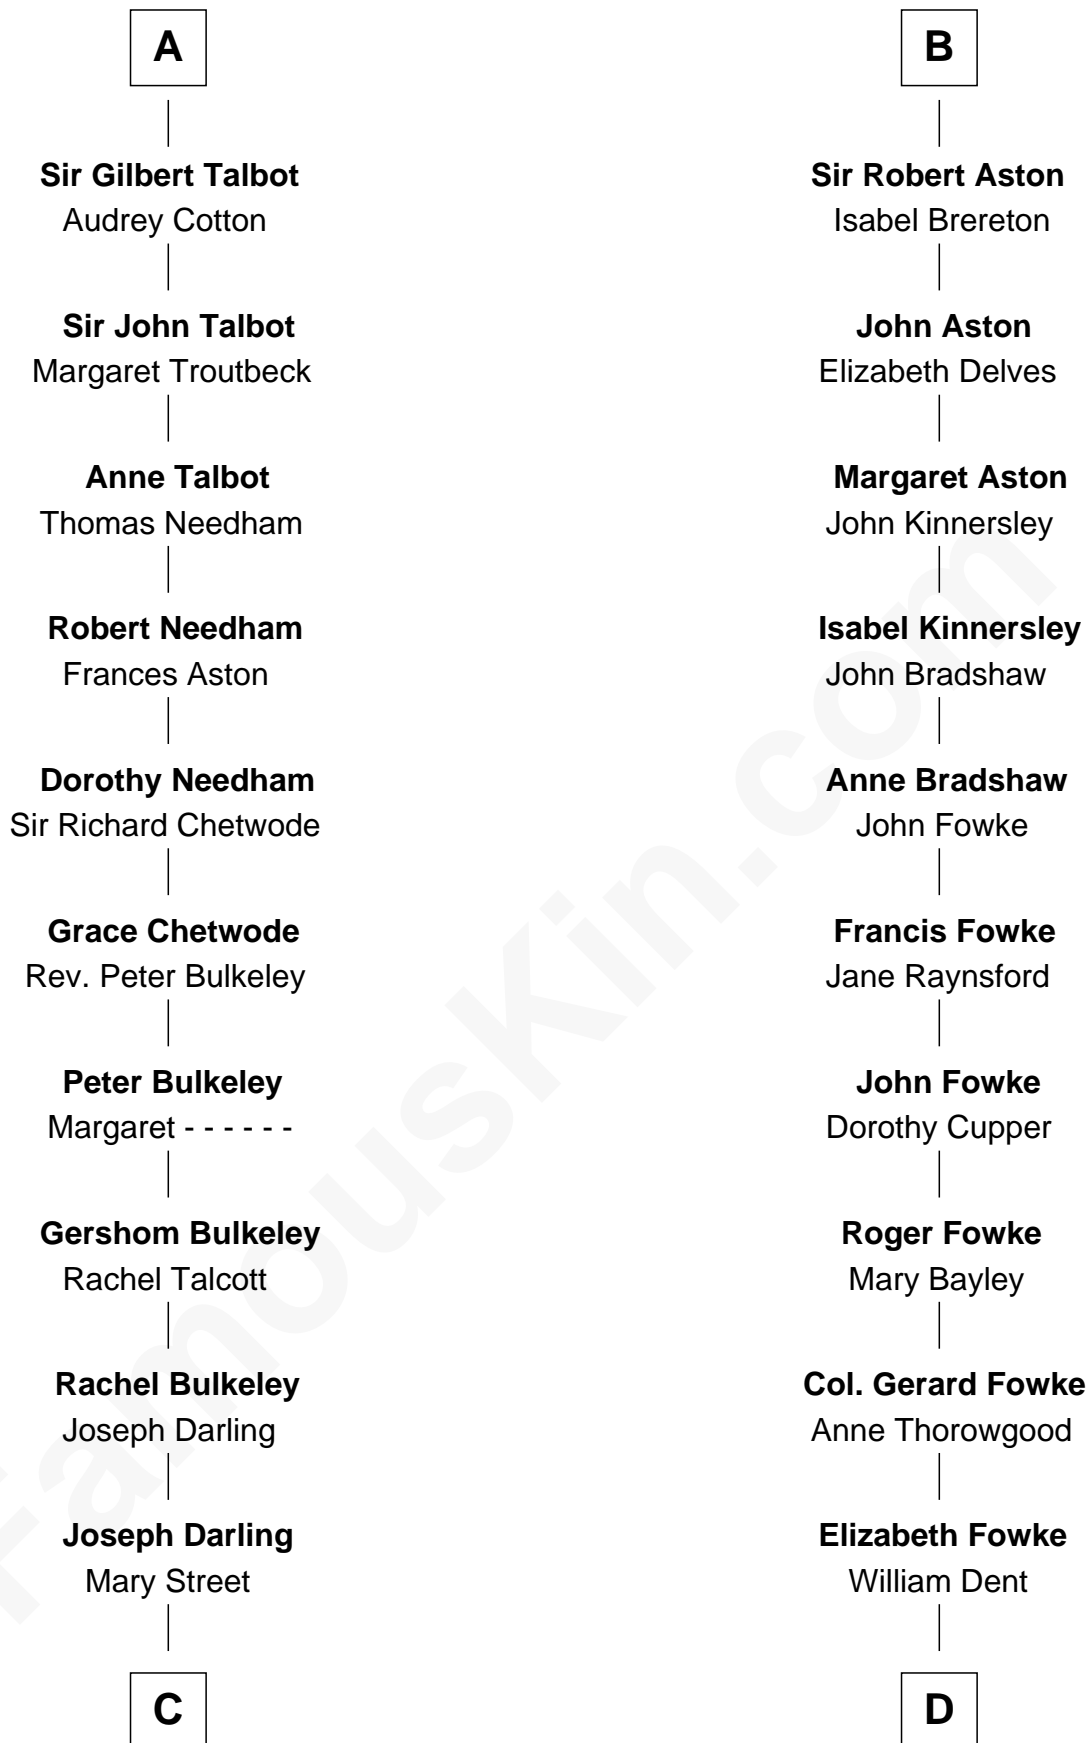 A
Sir Gilbert Talbot
Audrey Cotton
Sir John Talbot
Margaret Troutbeck
Anne Talbot
Thomas Needham
Robert Needham
Frances Aston
Dorothy Needham
Sir Richard Chetwode
Grace Chetwode
Rev. Peter Bulkeley
Peter Bulkeley
Margaret - - - - - -
Gershom Bulkeley
Rachel Talcott
Rachel Bulkeley
Joseph Darling
Joseph Darling
Mary Street
C
B
Sir Robert Aston
Isabel Brereton
John Aston
Elizabeth Delves
Margaret Aston
John Kinnersley
Isabel Kinnersley
John Bradshaw
Anne Bradshaw
John Fowke
Francis Fowke
Jane Raynsford
John Fowke
Dorothy Cupper
Roger Fowke
Mary Bayley
Col. Gerard Fowke
Anne Thorowgood
Elizabeth Fowke
William Dent
D
FamousKin.com